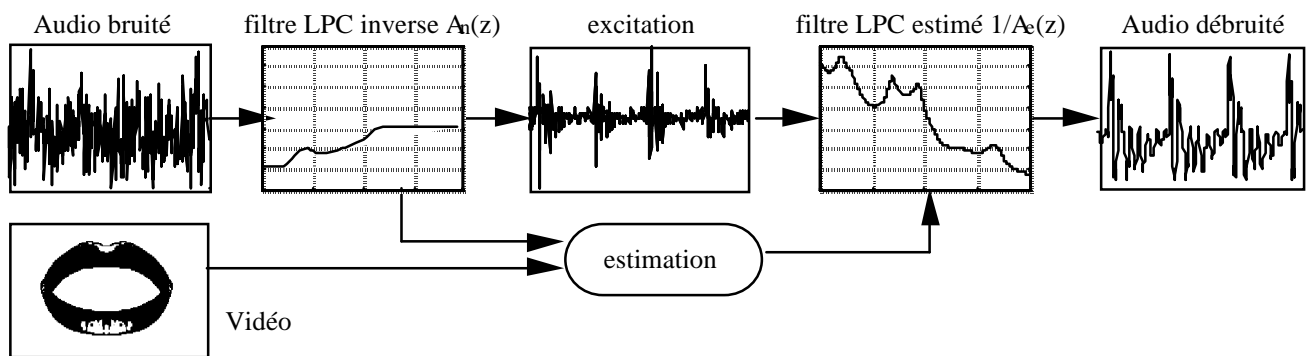 Audio bruité
filtre LPC inverse An(z)
excitation
filtre LPC estimé 1/Ae(z)
Audio débruité
estimation
Vidéo